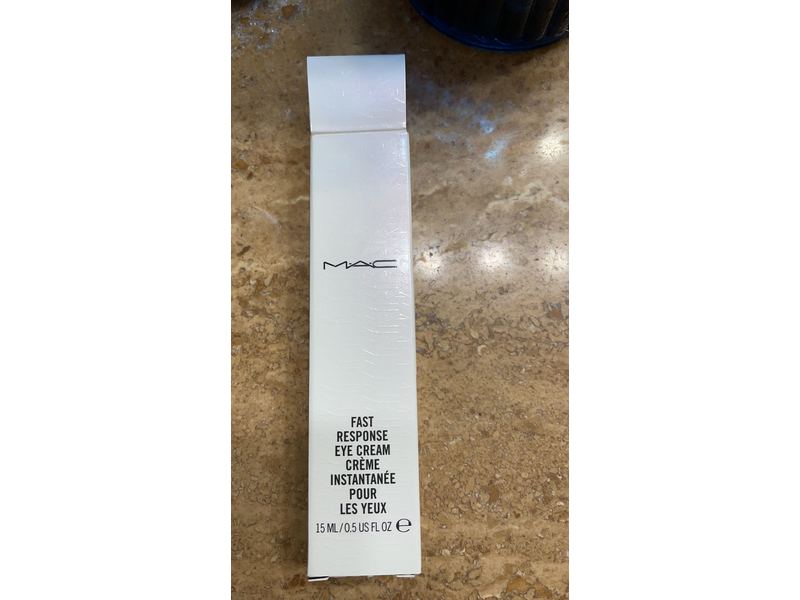 M·A·C
FAST
RESPONSE
EYE CREAM
CRÈME
INSTANTANÉE
POUR
LES YEUX
15 ML / 0.5 US FL OZ ℮